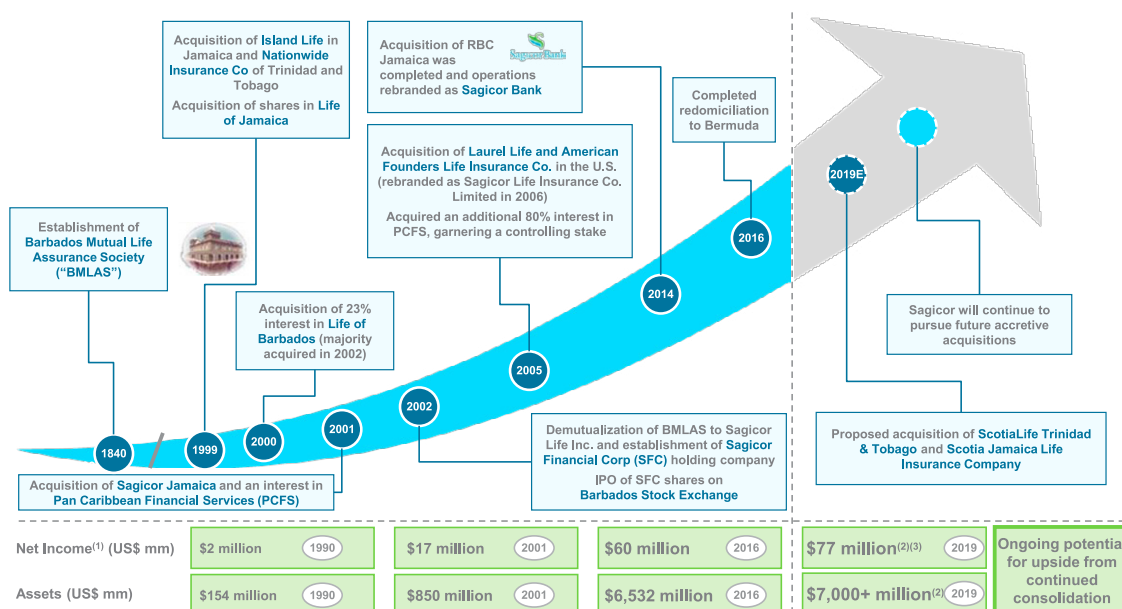 Acquisition of Island Life in
Jamaica and Nationwide
Insurance Co of Trinidad and
Tobago
Acquisition of shares in Life
of Jamaica
Acquisition of RBC
Jamaica was
completed and operations
rebranded as Sagicor Bank
Sagicor Bank
Completed
redomiciliation
to Bermuda
Acquisition of Laurel Life and American
Founders Life Insurance Co. in the U.S.
(rebranded as Sagicor Life Insurance Co.
Limited in 2006)
Acquired an additional 80% interest in
PCFS, garnering a controlling stake
Establishment of
Barbados Mutual Life
Assurance Society
(“BMLAS”)
Acquisition of 23%
interest in Life of
Barbados (majority
acquired in 2002)
2019E
2016
2014
2005
2002
2001
2000
1999
1840
Sagicor will continue to
pursue future accretive
acquisitions
Demutualization of BMLAS to Sagicor
Life Inc. and establishment of Sagicor
Financial Corp (SFC) holding company
IPO of SFC shares on
Barbados Stock Exchange
Proposed acquisition of ScotiaLife Trinidad
& Tobago and Scotia Jamaica Life
Insurance Company
Acquisition of Sagicor Jamaica and an interest in
Pan Caribbean Financial Services (PCFS)
Net Income(1) (US$ mm) $2 million 1990 $17 million 2001 $60 million 2016 $77 million(2)(3) 2019
Assets (US$ mm) $154 million 1990 $850 million 2001 $6,532 million 2016 $7,000+ million(2) 2019
Ongoing potential
for upside from
continued
consolidation